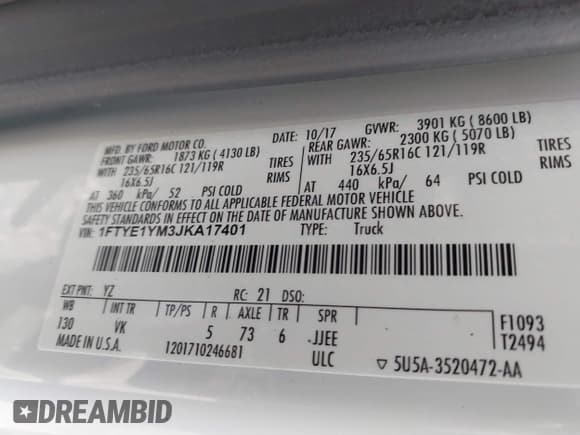 MFD. BY FORD MOTOR CO. DATE: 10/17 GVWR: 3901 KG ( 8600 LB)
FRONT GAWR: 1873 KG ( 4130 LB) REAR GAWR: 2300 KG ( 5070 LB)
WITH 235/65R16C 121/119R TIRES WITH 235/65R16C 121/119R TIRES
16X6.5J RIMS 16X6.5J RIMS
AT 360 kPa/ 52 PSI COLD AT 440 kPa/ 64 PSI COLD
THIS VEHICLE CONFORMS TO ALL APPLICABLE FEDERAL MOTOR VEHICLE
SAFETY STANDARDS IN EFFECT ON THE DATE OF MANUFACTURE SHOWN ABOVE.
VIN: 1FTYE1YM3JKA17401 TYPE: Truck
EXT PNT: YZ RC: 21 DSO:
WB INT TR TP/PS R AXLE TR SPR F1093
130 VK 5 73 6 .JJEE T2494
MADE IN U.S.A. 1201710246681 ULC ▽ 5U5A-3520472-AA
DREAMBID